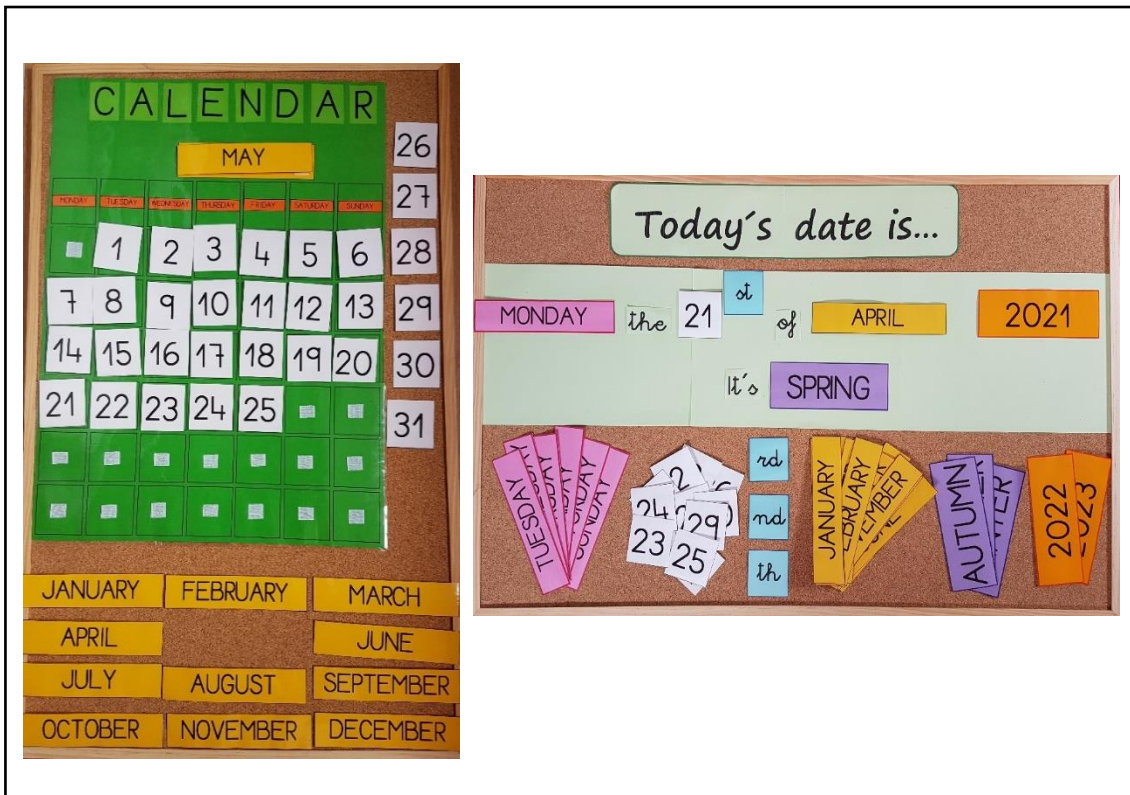 CALENDAR
MAY
MONDAY TUESDAY WEDNESDAY THURSDAY FRIDAY SATURDAY SUNDAY
1 2 3 4 5 6
7 8 9 10 11 12 13
14 15 16 17 18 19 20
21 22 23 24 25
26
27
28
29
30
31
JANUARY FEBRUARY MARCH
APRIL JUNE
JULY AUGUST SEPTEMBER
OCTOBER NOVEMBER DECEMBER
Today´s date is...
MONDAY the 21 st of APRIL 2021
It´s SPRING
TUESDAY
SUNDAY
24
29
23
25
rd
nd
th
JANUARY
AUTUMN
2022
2023